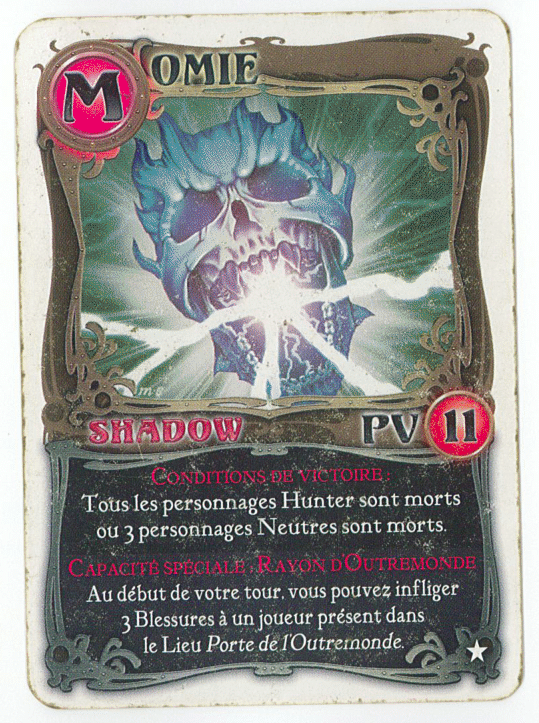 MOMIE
SHADOW
PV 11
CONDITIONS DE VICTOIRE :
Tous les personnages Hunter sont morts
ou 3 personnages Neutres sont morts.
CAPACITÉ SPÉCIALE : RAYON D'OUTREMONDE
Au début de votre tour, vous pouvez infliger
3 Blessures à un joueur présent dans
le Lieu Porte de l'Outremonde.